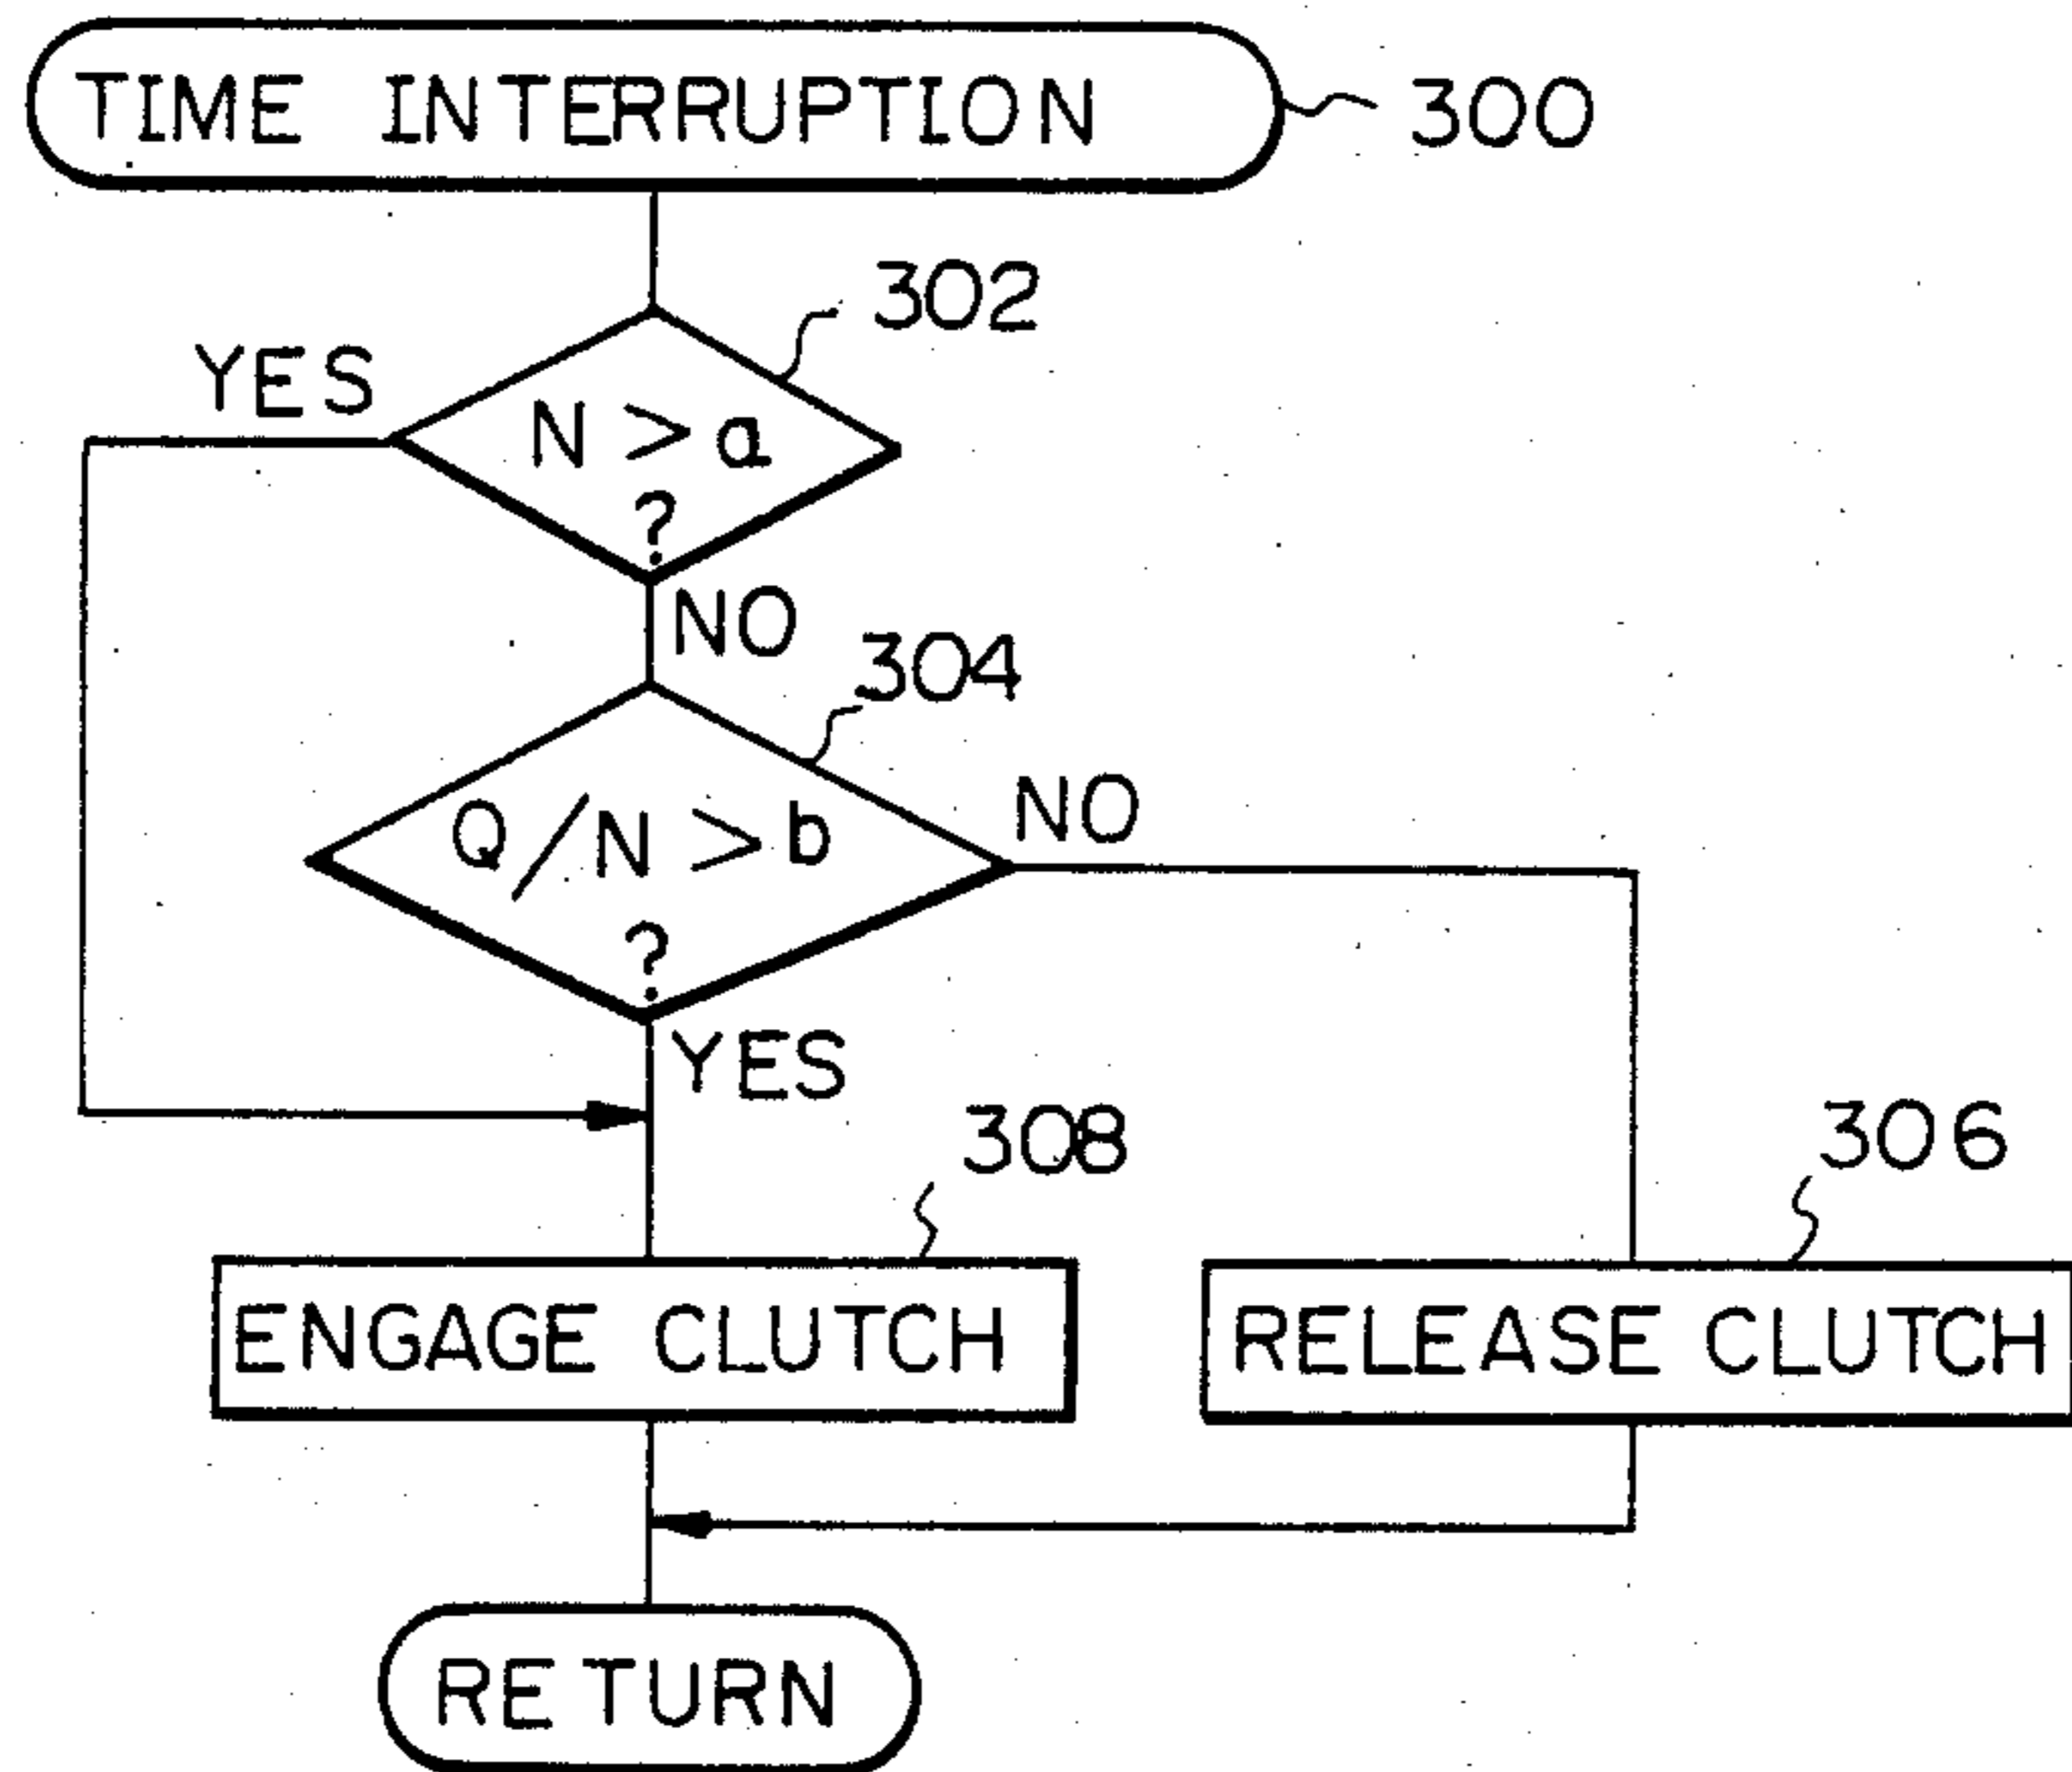 TIME INTERRUPTION
300
302
YES
N > a
?
NO
304
Q/N > b
?
NO
YES
308
306
ENGAGE CLUTCH
RELEASE CLUTCH
RETURN